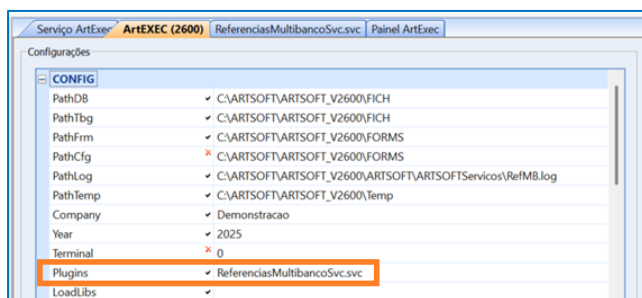 Serviço ArtExec ArtEXEC (2600) ReferenciasMultibancoSvc.svc Painel ArtExec
Configurações
CONFIG
PathDB C:\ARTSOFT\ARTSOFT_V2600\FICH
PathTbg C:\ARTSOFT\ARTSOFT_V2600\FICH
PathFrm C:\ARTSOFT\ARTSOFT_V2600\FORMS
PathCfg C:\ARTSOFT\ARTSOFT_V2600\FORMS
PathLog C:\ARTSOFT\ARTSOFT_V2600\ARTSOFT\ARTSOFTServicos\RefMB.log
PathTemp C:\ARTSOFT\ARTSOFT_V2600\Temp
Company Demonstracao
Year 2025
Terminal 0
Plugins ReferenciasMultibancoSvc.svc
LoadLibs